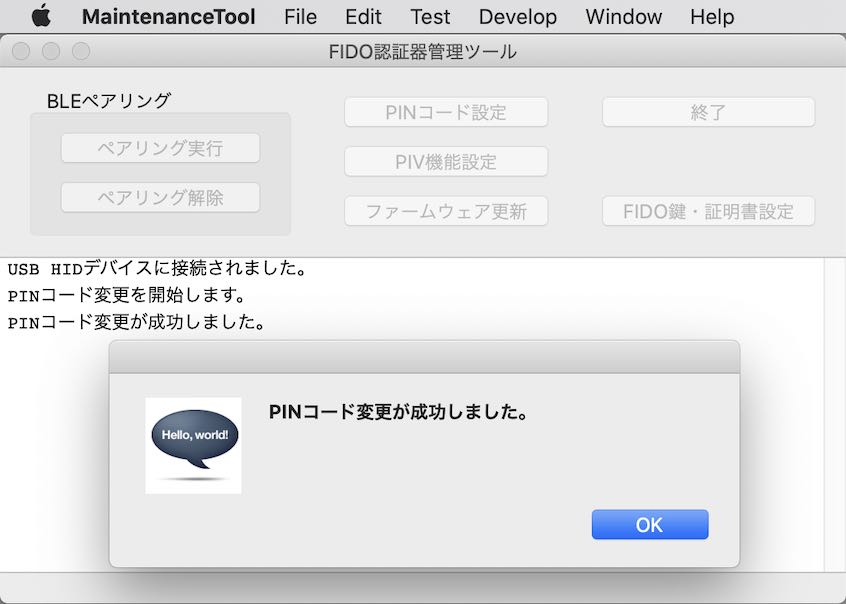 MaintenanceTool File Edit Test Develop Window Help
FIDO認証器管理ツール
BLEペアリング
ペアリング実行
ペアリング解除
PINコード設定
PIV機能設定
ファームウェア更新
終了
FIDO鍵・証明書設定
USB HIDデバイスに接続されました。
PINコード変更を開始します。
PINコード変更が成功しました。
Hello, world!
PINコード変更が成功しました。
OK